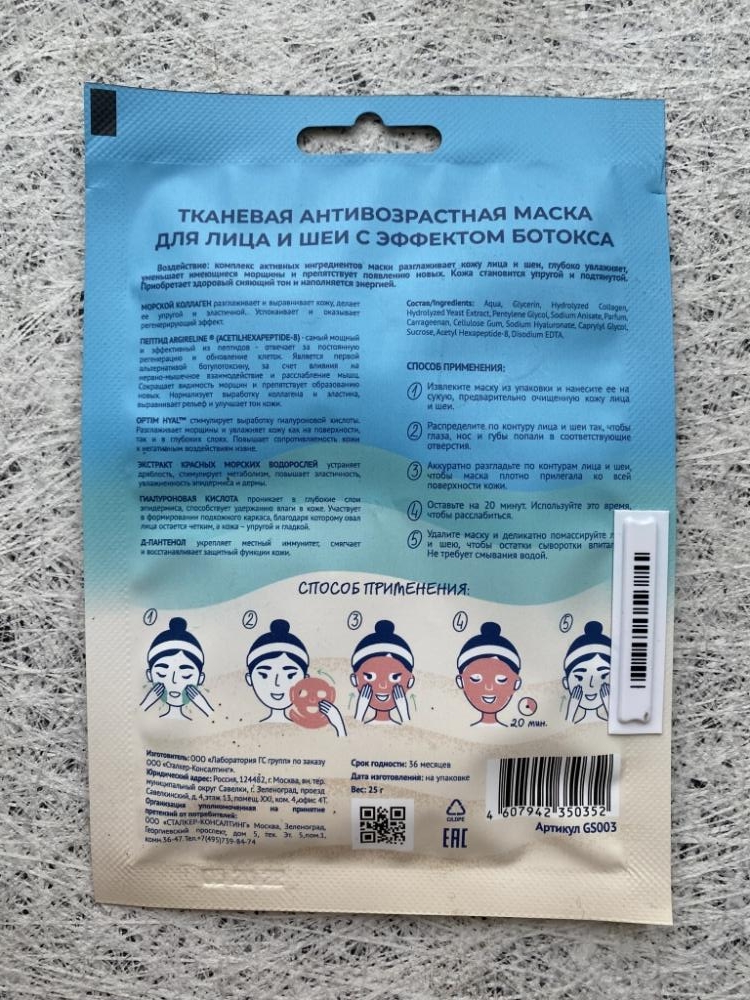 ТКАНЕВАЯ АНТИВОЗРАСТНАЯ МАСКА
ДЛЯ ЛИЦА И ШЕИ С ЭФФЕКТОМ БОТОКСА
Воздействие: комплекс активных ингредиентов маски разглаживает кожу лица и шеи, глубоко увлажняет,
уменьшает имеющиеся морщины и препятствует появлению новых. Кожа становится упругой и подтянутой.
Приобретает здоровый сияющий тон и наполняется энергией.
МОРСКОЙ КОЛЛАГЕН разглаживает и выравнивает кожу, делает
ее упругой и эластичной. Успокаивает и оказывает
регенерирующий эффект.
ПЕПТИД ARGIRELINE ® (ACETILHEXAPEPTIDE-8) - самый мощный
и эффективный из пептидов - отвечает за постоянную
регенерацию и обновление клеток. Является первой
альтернативой ботулотоксину, за счет влияния на
нервно-мышечное взаимодействие и расслабление мышц.
Сокращает видимость морщин и препятствует образованию
новых. Нормализует выработку коллагена и эластина,
выравнивает рельеф и улучшает тон кожи.
OPTIM HYAL™ стимулирует выработку гиалуроновой кислоты.
Разглаживает морщины и увлажняет кожу как на поверхности,
так и в глубоких слоях. Повышает сопротивляемость кожи
к негативным воздействиям извне.
ЭКСТРАКТ КРАСНЫХ МОРСКИХ ВОДОРОСЛЕЙ устраняет
дряблость, стимулирует метаболизм, повышает эластичность,
увлажненность эпидермиса и дермы.
ГИАЛУРОНОВАЯ КИСЛОТА проникает в глубокие слои
эпидермиса, способствует удержанию влаги в коже. Участвует
в формировании подкожного каркаса, благодаря которому овал
лица остается четким, а кожа – упругой и гладкой.
Д-ПАНТЕНОЛ укрепляет местный иммунитет, смягчает
и восстанавливает защитный функции кожи.
Состав/Ingredients: Aqua, Glycerin, Hydrolyzed Collagen,
Hydrolyzed Yeast Extract, Pentylene Glycol, Sodium Anisate, Parfum,
Carrageenan, Cellulose Gum, Sodium Hyaluronate, Caprylyl Glycol,
Sucrose, Acetyl Hexapeptide-8, Disodium EDTA.
СПОСОБ ПРИМЕНЕНИЯ:
1 Извлеките маску из упаковки и нанесите ее на
сухую, предварительно очищенную кожу лица
и шеи.
2 Распределите по контуру лица и шеи так, чтобы
глаза, нос и губы попали в соответствующие
отверстия.
3 Аккуратно разгладьте по контурам лица и шеи,
чтобы маска плотно прилегала ко всей
поверхности кожи.
4 Оставьте на 20 минут. Используйте это время,
чтобы расслабиться.
5 Удалите маску и деликатно помассируйте
и шею, чтобы остатки сыворотки
Не требует смывания водой.
СПОСОБ ПРИМЕНЕНИЯ:
1 2 3 4 5
20 мин.
Изготовитель: ООО «Лаборатория ГС групп» по заказу
ООО «Сталкер-Консалтинг».
Юридический адрес: Россия, 124482, г. Москва, вн. тер.
муниципальный округ Савелки, г. Зеленоград, проезд
Савелкинский, д. 4, этаж 13, помещ. XXI, ком. 4, офис 4Т.
Организация уполномоченная на принятие
претензий от потребителей:
ООО «СТАЛКЕР-КОНСАЛТИНГ» Москва, Зеленоград,
Георгиевский проспект, дом 5, тех. Эт. 5, пом.I,
комн 36-47. Тел.+7(495)739-84-74
Срок годности: 36 месяцев
Дата изготовления: на упаковке
Вес: 25 г
C/LDPE
EAC
4 607942 350352
Артикул GS003